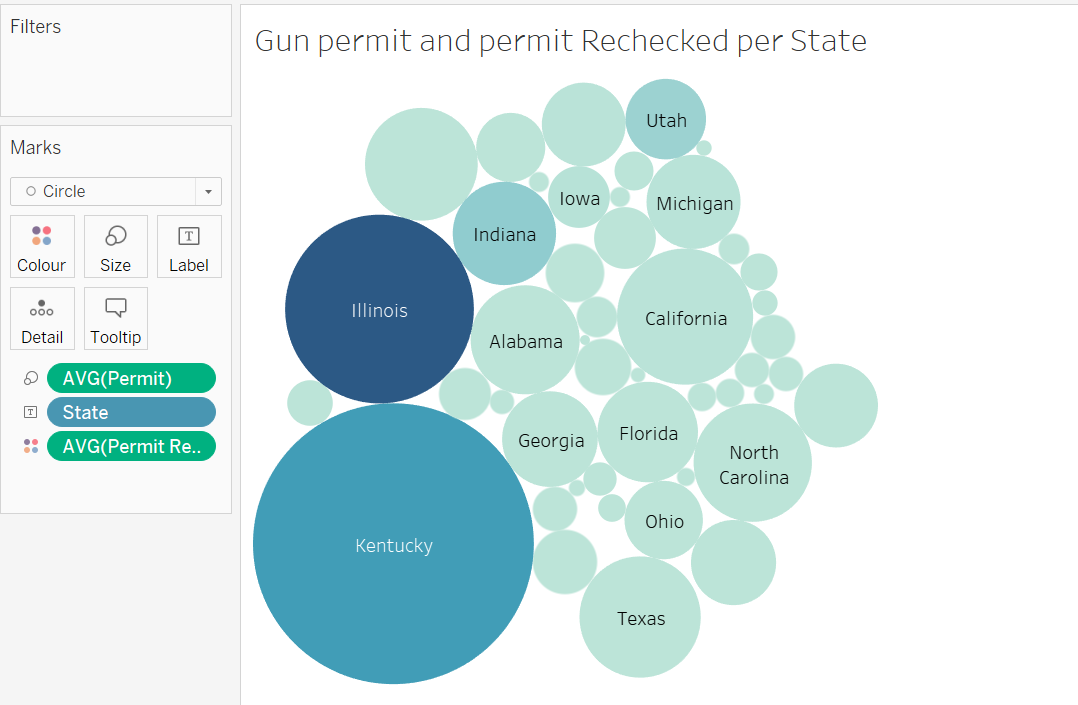 Filters
Marks
Circle
Colour
Size
T
Label
Detail
Tooltip
AVG(Permit)
T
State
AVG(Permit Re..
Gun permit and permit Rechecked per State
Utah
Iowa
Michigan
Indiana
Illinois
California
Alabama
Georgia
Florida
North
Carolina
Ohio
Kentucky
Texas